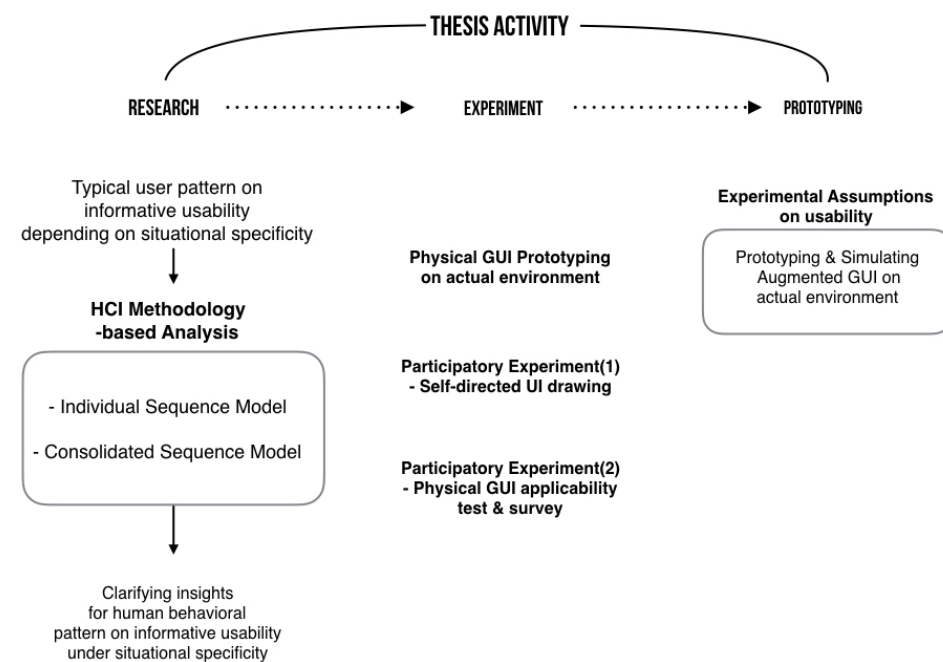 THESIS ACTIVITY
RESEARCH
EXPERIMENT
PROTOTYPING
Typical user pattern on
informative usability
depending on situational specificity
HCI Methodology
-based Analysis
- Individual Sequence Model
- Consolidated Sequence Model
Clarifying insights
for human behavioral
pattern on informative usability
under situational specificity
Physical GUI Prototyping
on actual environment
Participatory Experiment(1)
- Self-directed UI drawing
Participatory Experiment(2)
- Physical GUI applicability
test & survey
Experimental Assumptions
on usability
Prototyping & Simulating
Augmented GUI on
actual environment